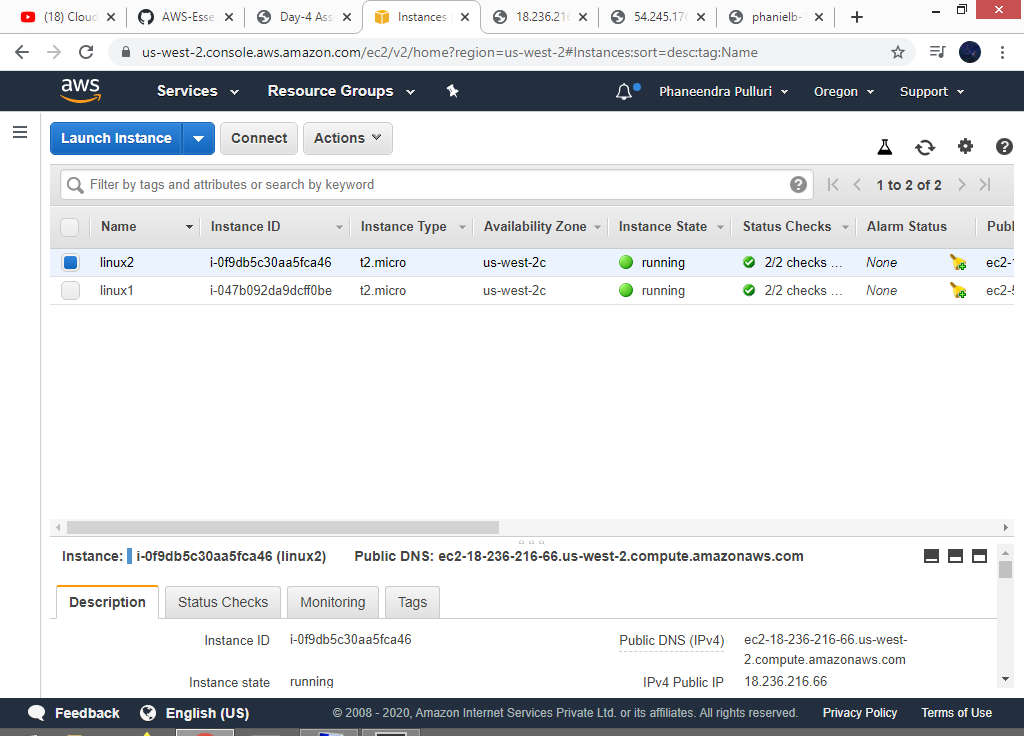 (18) Cloud AWS-Esse Day-4 Ass Instances 18.236.216 54.245.176 phanielb-
us-west-2.console.aws.amazon.com/ec2/v2/home?region=us-west-2#Instances:sort=desc:tag:Name
aws Services Resource Groups Phaneendra Pulluri Oregon Support
Launch Instance Connect Actions
Filter by tags and attributes or search by keyword 1 to 2 of 2
Name Instance ID Instance Type Availability Zone Instance State Status Checks Alarm Status Publ
linux2 i-0f9db5c30aa5fca46 t2.micro us-west-2c running 2/2 checks ... None ec2-1
linux1 i-047b092da9dcff0be t2.micro us-west-2c running 2/2 checks ... None ec2-5
Instance: i-0f9db5c30aa5fca46 (linux2) Public DNS: ec2-18-236-216-66.us-west-2.compute.amazonaws.com
Description Status Checks Monitoring Tags
Instance ID i-0f9db5c30aa5fca46 Public DNS (IPv4) ec2-18-236-216-66.us-west-
2.compute.amazonaws.com
Instance state running IPv4 Public IP 18.236.216.66
Feedback English (US) © 2008 - 2020, Amazon Internet Services Private Ltd. or its affiliates. All rights reserved. Privacy Policy Terms of Use